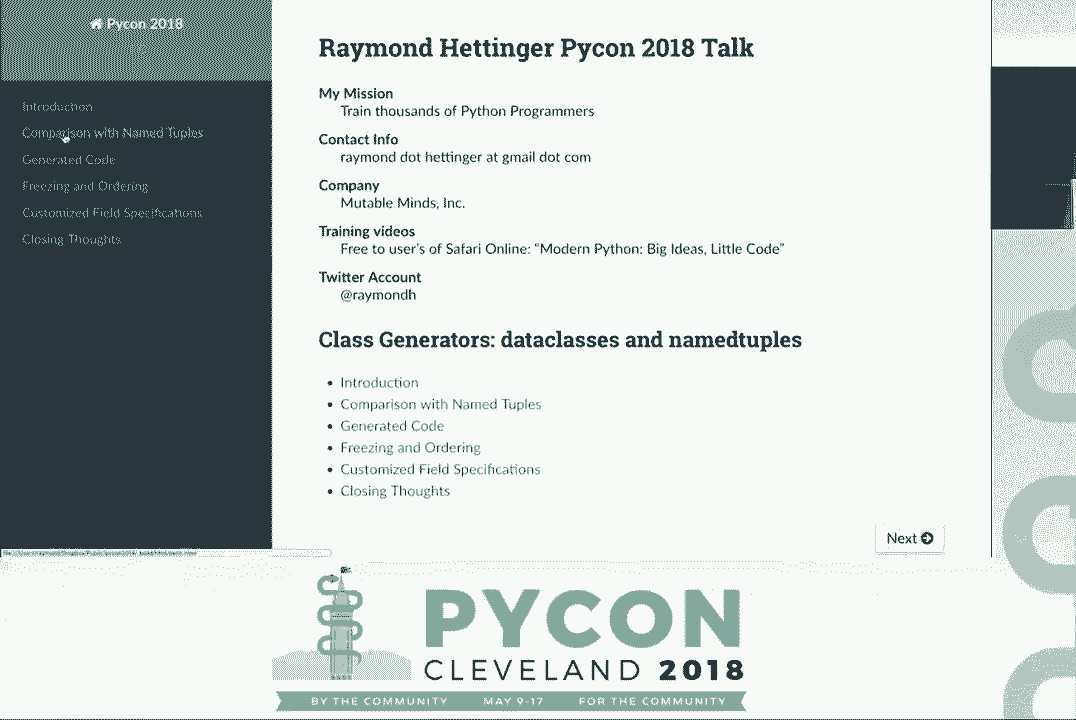 Pycon 2018
Introduction
Comparison with Named Tuples
Generated Code
Freezing and Ordering
Customized Field Specifications
Closing Thoughts
Raymond Hettinger Pycon 2018 Talk
My Mission
Train thousands of Python Programmers
Contact Info
raymond dot hettinger at gmail dot com
Company
Mutable Minds, Inc.
Training videos
Free to user's of Safari Online: “Modern Python: Big Ideas, Little Code”
Twitter Account
@raymondh
Class Generators: dataclasses and namedtuples
• Introduction
• Comparison with Named Tuples
• Generated Code
• Freezing and Ordering
• Customized Field Specifications
• Closing Thoughts
Next
PYCON
CLEVELAND 2018
BY THE COMMUNITY MAY 9-17 FOR THE COMMUNITY